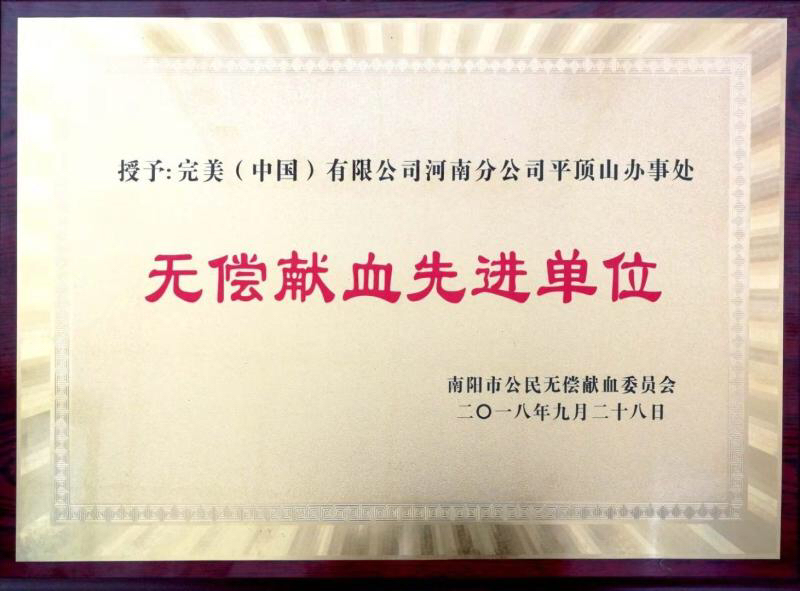 授予:完美（中国）有限公司河南分公司平顶山办事处
无偿献血先进单位
南阳市公民无偿献血委员会
二〇一八年九月二十八日